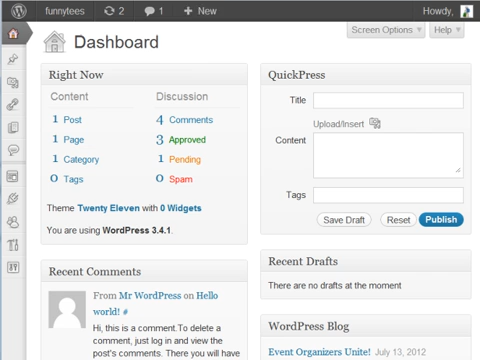 funnytees 2 1 New Howdy,
Screen Options Help
Dashboard
Right Now
Content Discussion
1 Post 4 Comments
1 Page 3 Approved
1 Category 1 Pending
0 Tags 0 Spam
Theme Twenty Eleven with 0 Widgets
You are using WordPress 3.4.1.
Recent Comments
From Mr WordPress on Hello
world! #
Hi, this is a comment.To delete a
comment, just log in and view the
post's comments. There you will have
QuickPress
Title
Upload/Insert
Content
Tags
Save Draft Reset Publish
Recent Drafts
There are no drafts at the moment
WordPress Blog
Event Organizers Unite! July 13, 2012